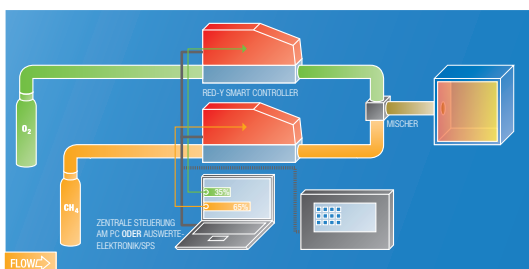 RED-Y SMART CONTROLLER
O₂
MISCHER
CH₄
35%
65%
ZENTRALE STEUERUNG
AM PC ODER AUSWERTE-
ELEKTRONIK/SPS
FLOW